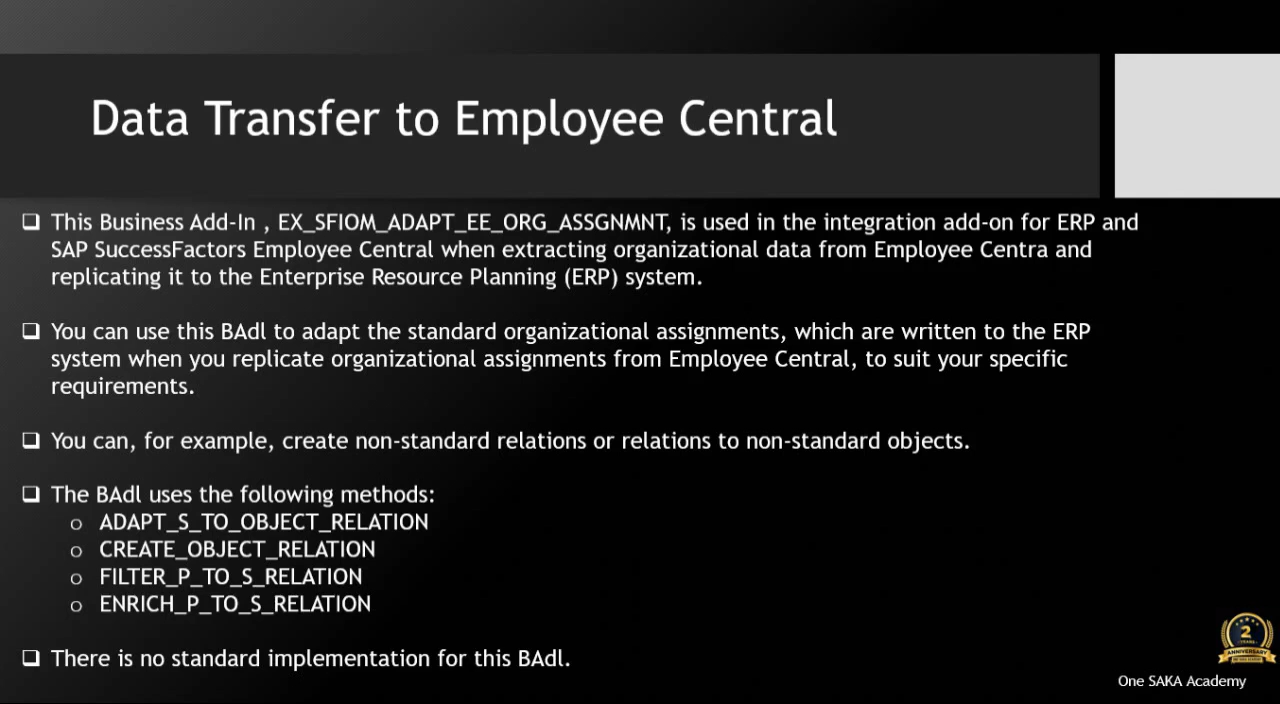 Data Transfer to Employee Central
This Business Add-In , EX_SFIOM_ADAPT_EE_ORG_ASSGNMNT, is used in the integration add-on for ERP and
SAP SuccessFactors Employee Central when extracting organizational data from Employee Centra and
replicating it to the Enterprise Resource Planning (ERP) system.
You can use this BAdl to adapt the standard organizational assignments, which are written to the ERP
system when you replicate organizational assignments from Employee Central, to suit your specific
requirements.
You can, for example, create non-standard relations or relations to non-standard objects.
The BAdl uses the following methods:
ADAPT_S_TO_OBJECT_RELATION
CREATE_OBJECT_RELATION
FILTER_P_TO_S_RELATION
ENRICH_P_TO_S_RELATION
There is no standard implementation for this BAdl.
2
YEARS
ANNIVERSARY
One SAKA Academy